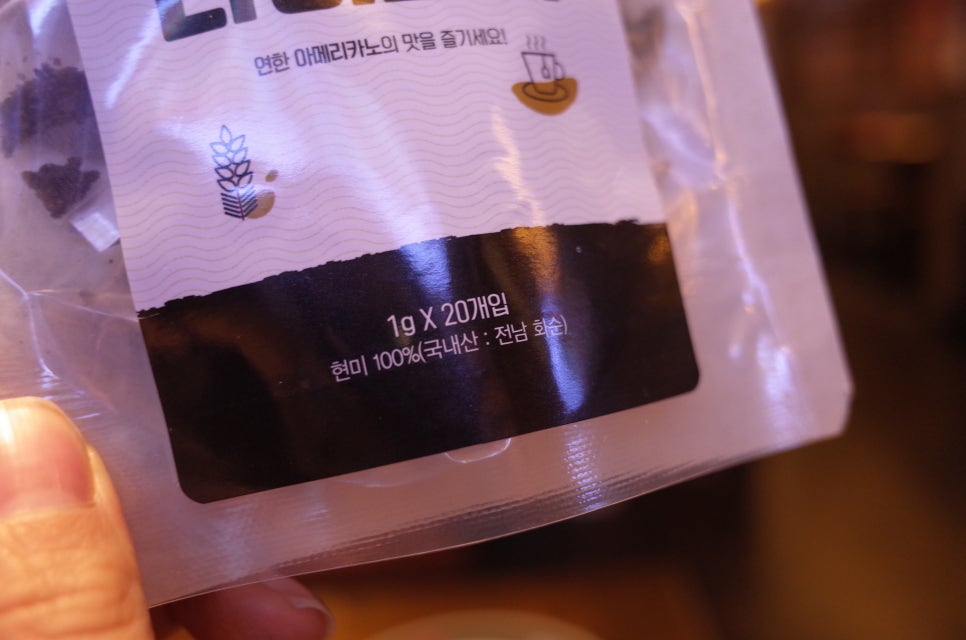 연한 아메리카노의 맛을 즐기세요!
1g X 20개입
현미 100%(국내산 : 전남 화순)